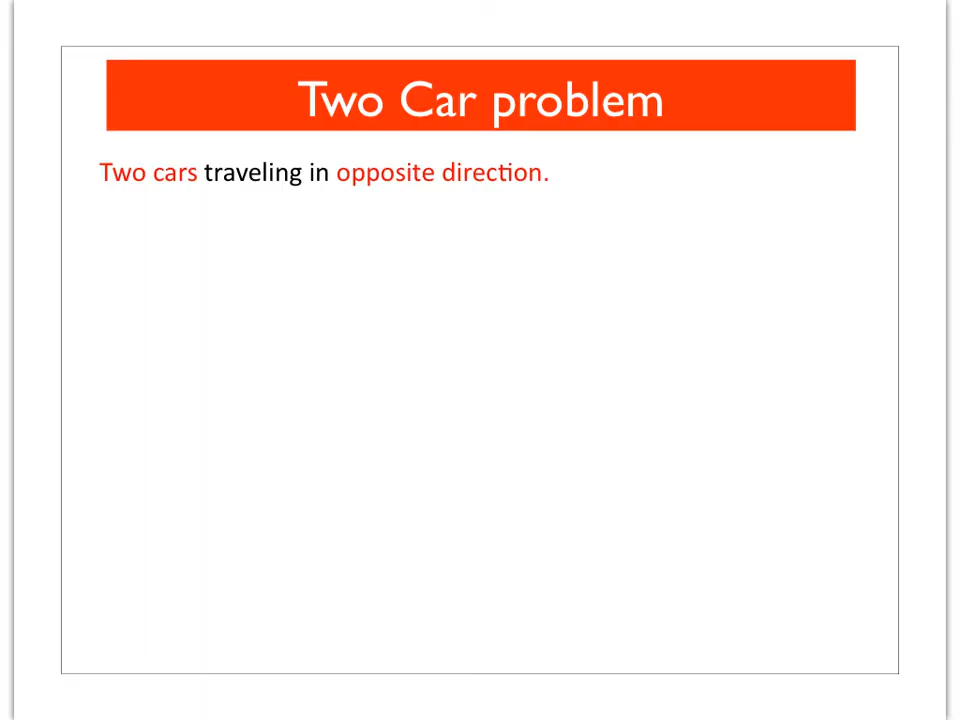 Two Car problem
Two cars traveling in opposite direction.